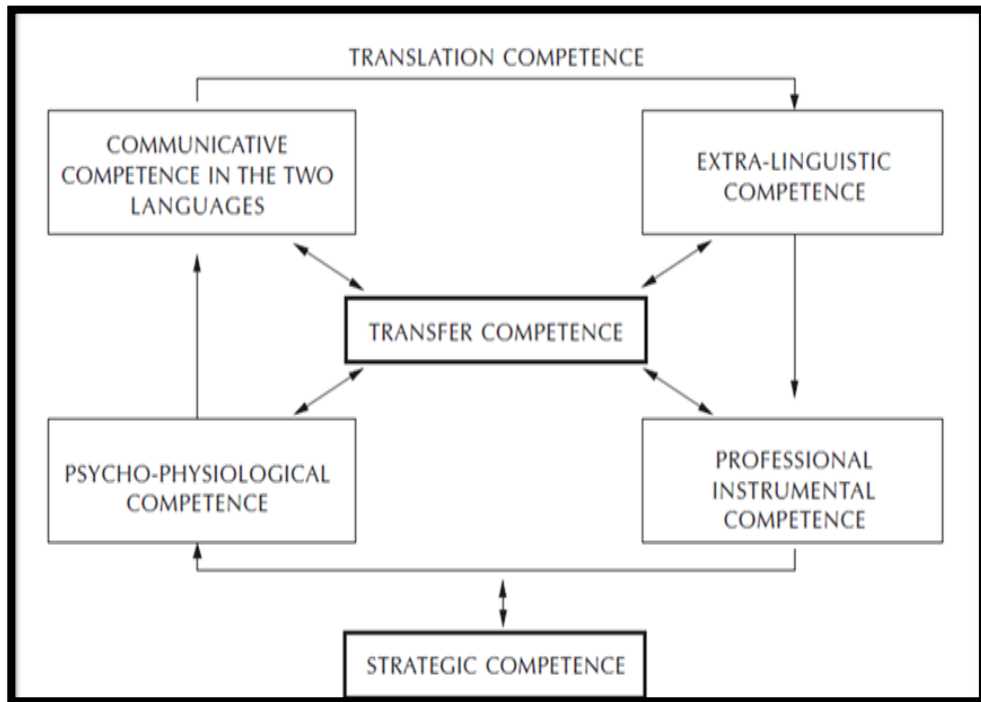 TRANSLATION COMPETENCE
COMMUNICATIVE
COMPETENCE IN THE TWO
LANGUAGES
EXTRA-LINGUISTIC
COMPETENCE
TRANSFER COMPETENCE
PSYCHO-PHYSIOLOGICAL
COMPETENCE
PROFESSIONAL
INSTRUMENTAL
COMPETENCE
STRATEGIC COMPETENCE